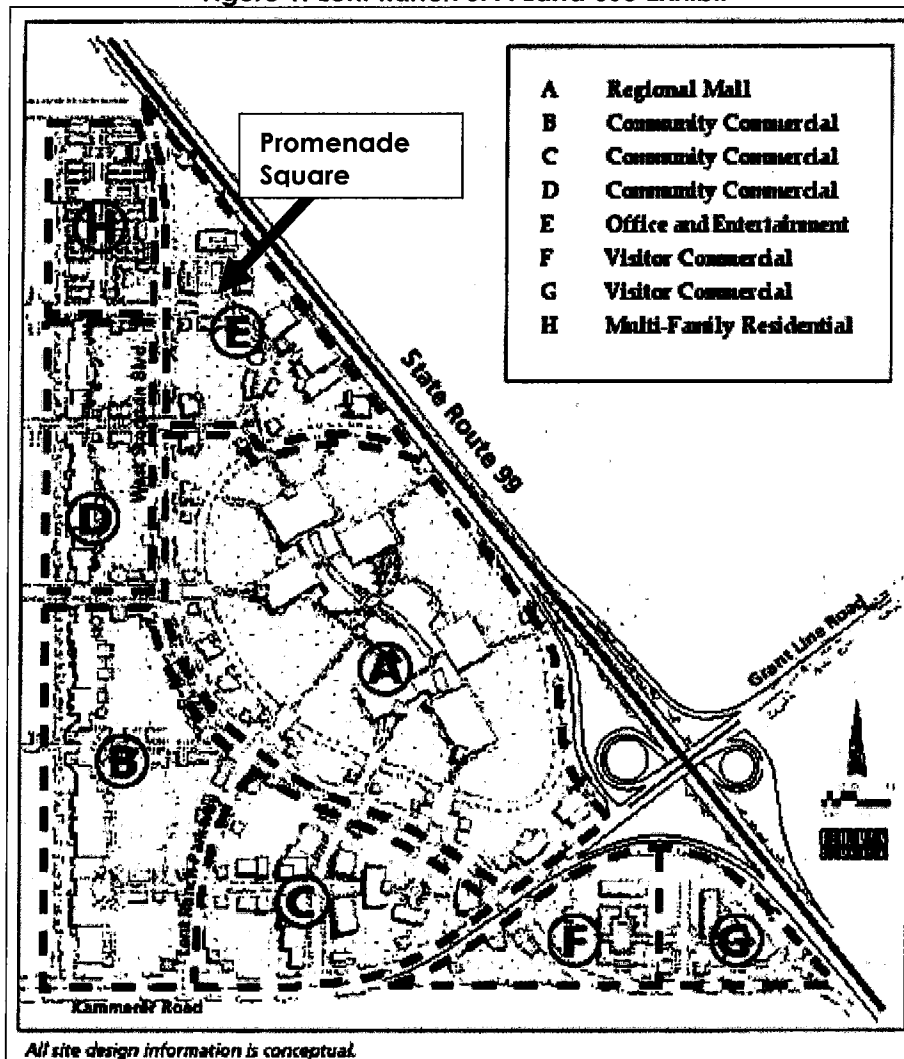 Promenade
Square
A Regional Mall
B Community Commercial
C Community Commercial
D Community Commercial
E Office and Entertainment
F Visitor Commercial
G Visitor Commercial
H Multi-Family Residential
H
E
State Route 99
D
A
Grant Line Road
B
C
F
G
Kammerer Road
All site design information is conceptual.